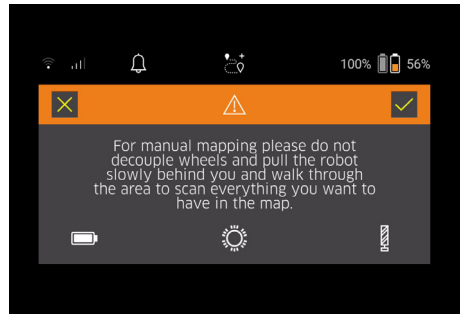 100% 56%
For manual mapping please do not
decouple wheels and pull the robot
slowly behind you and walk through
the area to scan everything you want to
have in the map.